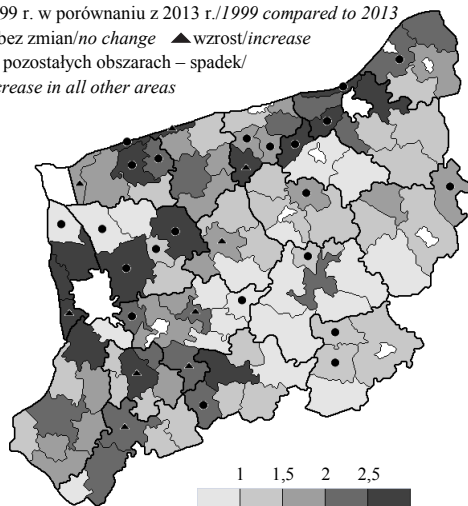 99 r. w porównaniu z 2013 r./1999 compared to 2013
bez zmian/no change ▲ wzrost/increase
pozostałych obszarach – spadek/
crease in all other areas
1 1,5 2 2,5